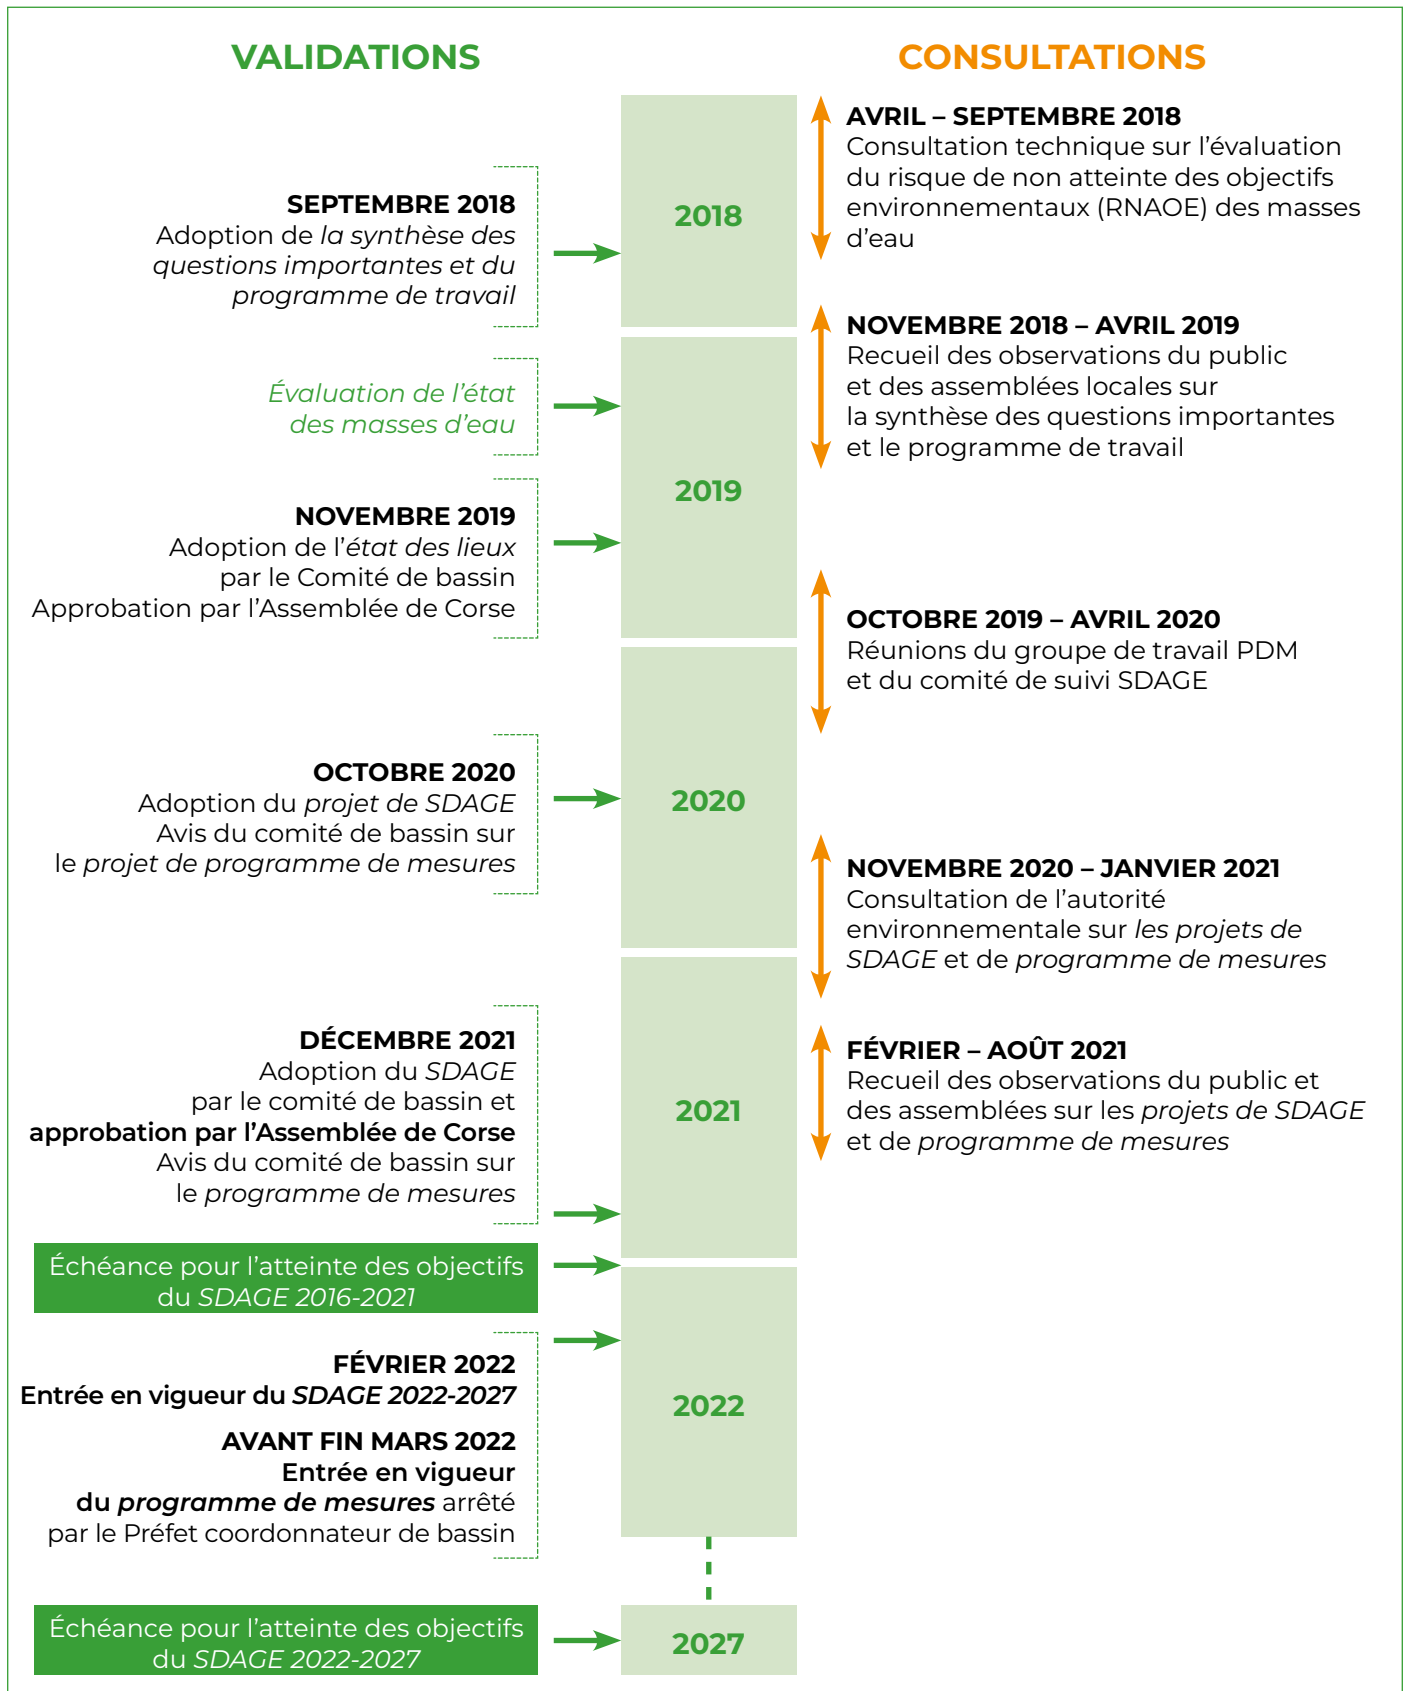 VALIDATIONS
SEPTEMBRE 2018
Adoption de la synthèse des
questions importantes et du
programme de travail
Évaluation de l’état
des masses d’eau
NOVEMBRE 2019
Adoption de l’état des lieux
par le Comité de bassin
Approbation par l’Assemblée de Corse
OCTOBRE 2020
Adoption du projet de SDAGE
Avis du comité de bassin sur
le projet de programme de mesures
DÉCEMBRE 2021
Adoption du SDAGE
par le comité de bassin et
approbation par l’Assemblée de Corse
Avis du comité de bassin sur
le programme de mesures
Échéance pour l’atteinte des objectifs
du SDAGE 2016-2021
FÉVRIER 2022
Entrée en vigueur du SDAGE 2022-2027
AVANT FIN MARS 2022
Entrée en vigueur
du programme de mesures arrêté
par le Préfet coordonnateur de bassin
Échéance pour l’atteinte des objectifs
du SDAGE 2022-2027
2018
2019
2020
2021
2022
2027
CONSULTATIONS
AVRIL – SEPTEMBRE 2018
Consultation technique sur l’évaluation
du risque de non atteinte des objectifs
environnementaux (RNAOE) des masses
d’eau
NOVEMBRE 2018 – AVRIL 2019
Recueil des observations du public
et des assemblées locales sur
la synthèse des questions importantes
et le programme de travail
OCTOBRE 2019 – AVRIL 2020
Réunions du groupe de travail PDM
et du comité de suivi SDAGE
NOVEMBRE 2020 – JANVIER 2021
Consultation de l’autorité
environnementale sur les projets de
SDAGE et de programme de mesures
FÉVRIER – AOÛT 2021
Recueil des observations du public et
des assemblées sur les projets de SDAGE
et de programme de mesures